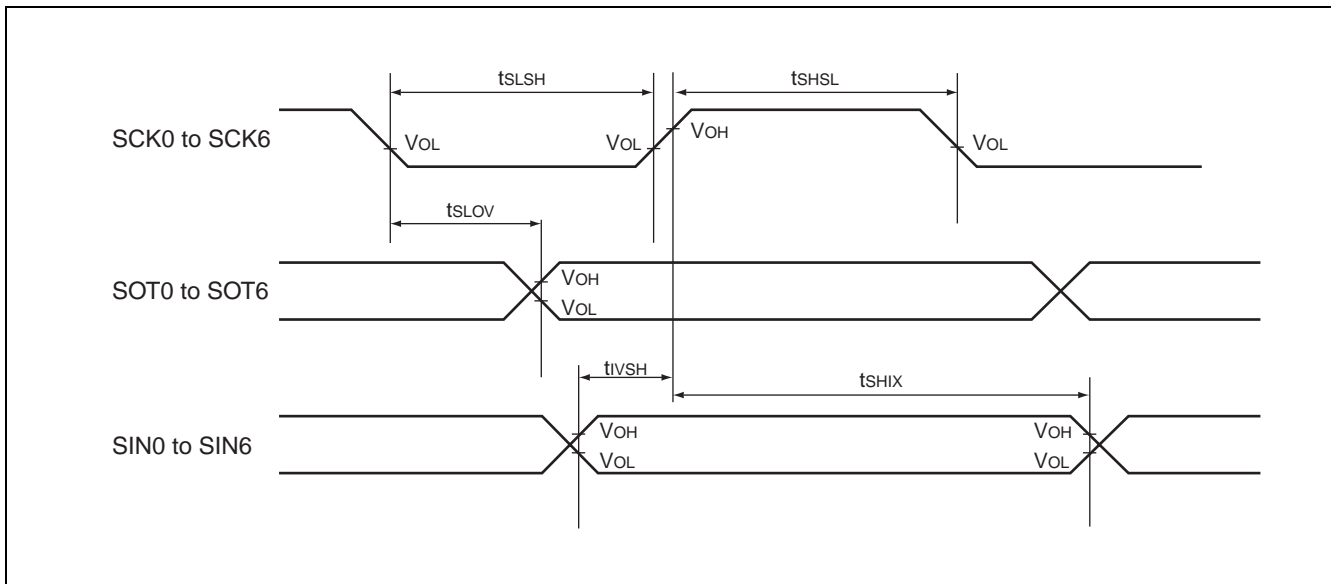 tSLSH
tSHSL
SCK0 to SCK6
VOL
VOL
VOH
VOL
tSLOV
SOT0 to SOT6
VOH
VOL
tIVSH
tSHIX
SIN0 to SIN6
VOH
VOL
VOH
VOL